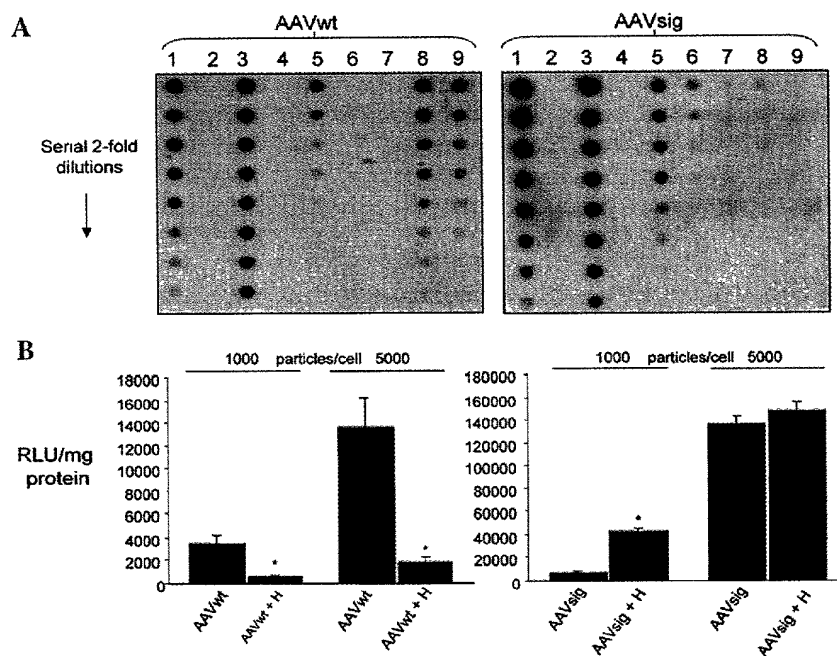 A
AAVwt
AAVsig
1 2 3 4 5 6 7 8 9
1 2 3 4 5 6 7 8 9
Serial 2-fold
dilutions
B
1000 particles/cell 5000
1000 particles/cell 5000
RLU/mg
protein
18000
16000
14000
12000
10000
8000
6000
4000
2000
0
*
*
AAVwt
AAVwt + H
AAVwt
AAVwt + H
180000
160000
140000
120000
100000
80000
60000
40000
20000
0
*
AAVsig
AAVsig + H
AAVsig
AAVsig + H